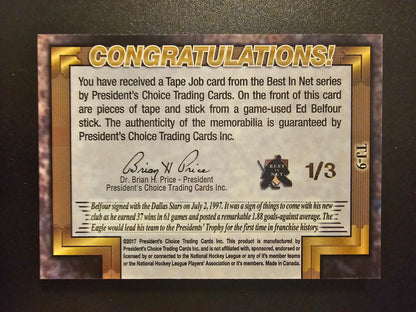 CONGRATULATIONS!
You have received a Tape Job card from the Best In Net series
by President's Choice Trading Cards. On the front of this card
are pieces of tape and stick from a game-used Ed Belfour
stick. The authenticity of the memorabilia is guaranteed by
President's Choice Trading Cards Inc.
Brian H Price
Dr. Brian H. Price - President
President's Choice Trading Cards Inc.
BEST
IN NET
1/3
TJ-9
Belfour signed with the Dallas Stars on July 2, 1997. It was a sign of things to come with his new
club as he earned 37 wins in 61 games and posted a remarkable 1.88 goals-against average. The
Eagle would lead his team to the Presidents' Trophy for the first time in franchise history.
©2017 President's Choice Trading Cards Inc. This product is manufactured by
President's Choice Trading Cards Inc. and is not affiliated with, sponsored, endorsed or
licensed by or connected to the National Hockey League or any of it's member teams
or the National Hockey League Players' Association or it's members. Made in Canada.